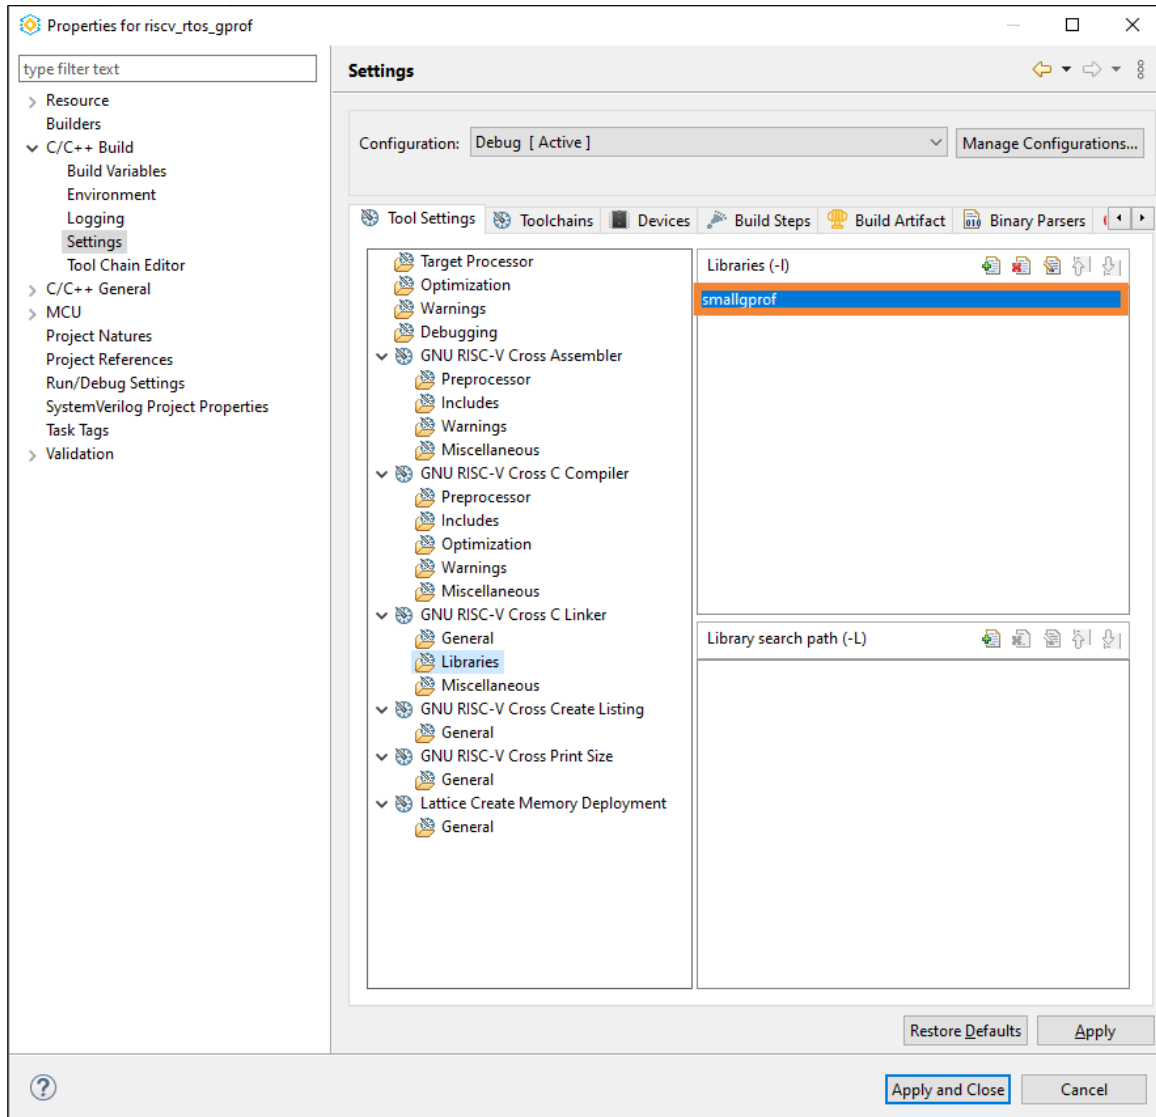 Properties for riscv_rtos_gprof
type filter text
Resource
Builders
C/C++ Build
Build Variables
Environment
Logging
Settings
Tool Chain Editor
C/C++ General
MCU
Project Natures
Project References
Run/Debug Settings
SystemVerilog Project Properties
Task Tags
Validation
Settings
Configuration: Debug [ Active ] Manage Configurations...
Tool Settings Toolchains Devices Build Steps Build Artifact Binary Parsers
Target Processor
Optimization
Warnings
Debugging
GNU RISC-V Cross Assembler
Preprocessor
Includes
Warnings
Miscellaneous
GNU RISC-V Cross C Compiler
Preprocessor
Includes
Optimization
Warnings
Miscellaneous
GNU RISC-V Cross C Linker
General
Libraries
Miscellaneous
GNU RISC-V Cross Create Listing
General
GNU RISC-V Cross Print Size
General
Lattice Create Memory Deployment
General
Libraries (-l)
smallgprof
Library search path (-L)
Restore Defaults Apply
Apply and Close Cancel